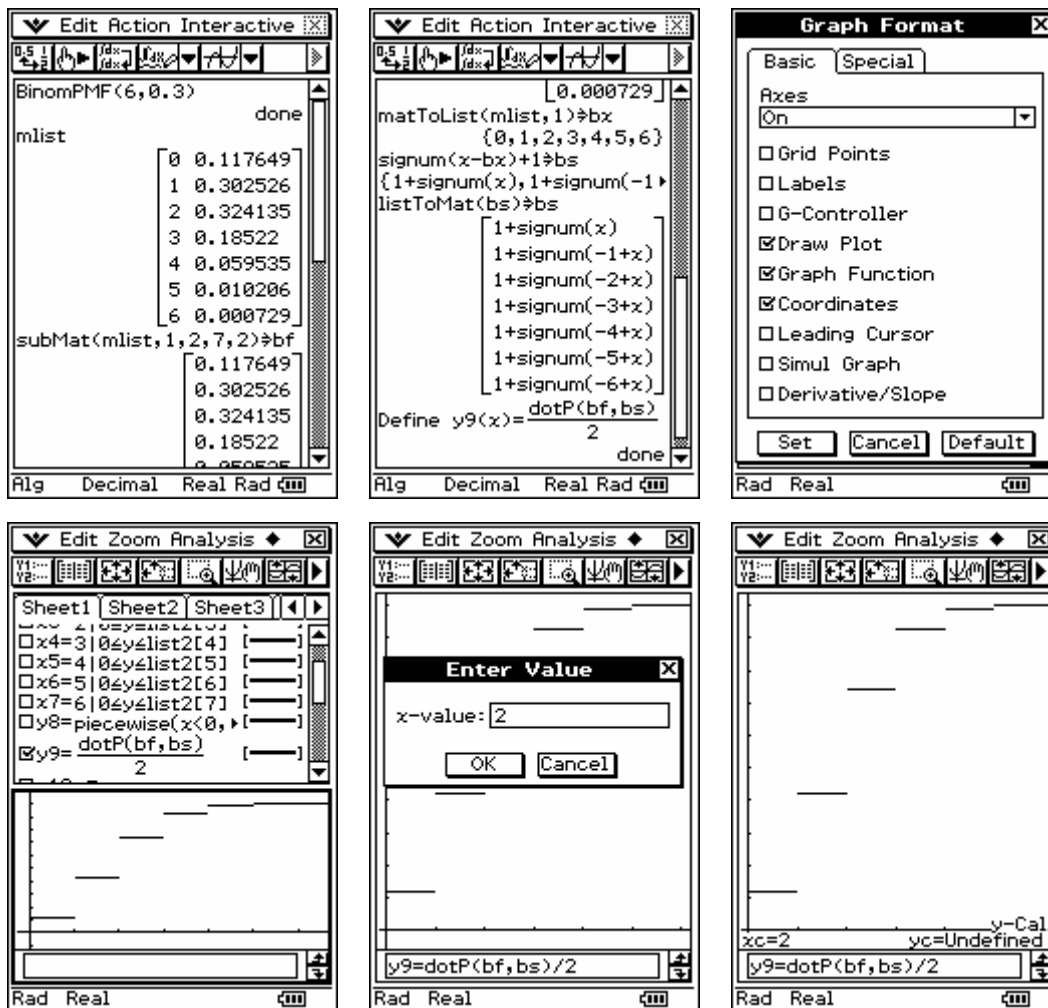 Edit Action Interactive
BinomPMF(6,0.3)
done
mlist
0 0.117649
1 0.302526
2 0.324135
3 0.18522
4 0.059535
5 0.010206
6 0.000729
subMat(mlist,1,2,7,2)⇒bf
0.117649
0.302526
0.324135
0.18522
Alg Decimal Real Rad
Edit Action Interactive
0.000729
matToList(mlist,1)⇒bx
{0,1,2,3,4,5,6}
signum(x-bx)+1⇒bs
{1+signum(x),1+signum(-1
listToMat(bs)⇒bs
1+signum(x)
1+signum(-1+x)
1+signum(-2+x)
1+signum(-3+x)
1+signum(-4+x)
1+signum(-5+x)
1+signum(-6+x)
Define y9(x)=dotP(bf,bs)/2
done
Alg Decimal Real Rad
Graph Format
Basic Special
Axes
On
Grid Points
Labels
G-Controller
Draw Plot
Graph Function
Coordinates
Leading Cursor
Simul Graph
Derivative/Slope
Set Cancel Default
Rad Real
Edit Zoom Analysis
Sheet1 Sheet2 Sheet3
x4=3|0≤y≤list2[4]
x5=4|0≤y≤list2[5]
x6=5|0≤y≤list2[6]
x7=6|0≤y≤list2[7]
y8=piecewise(x<0,
y9=dotP(bf,bs)/2
Rad Real
Edit Zoom Analysis
Enter Value
x-value: 2
OK Cancel
y9=dotP(bf,bs)/2
Rad Real
Edit Zoom Analysis
y-Cal
xc=2 yc=Undefined
y9=dotP(bf,bs)/2
Rad Real